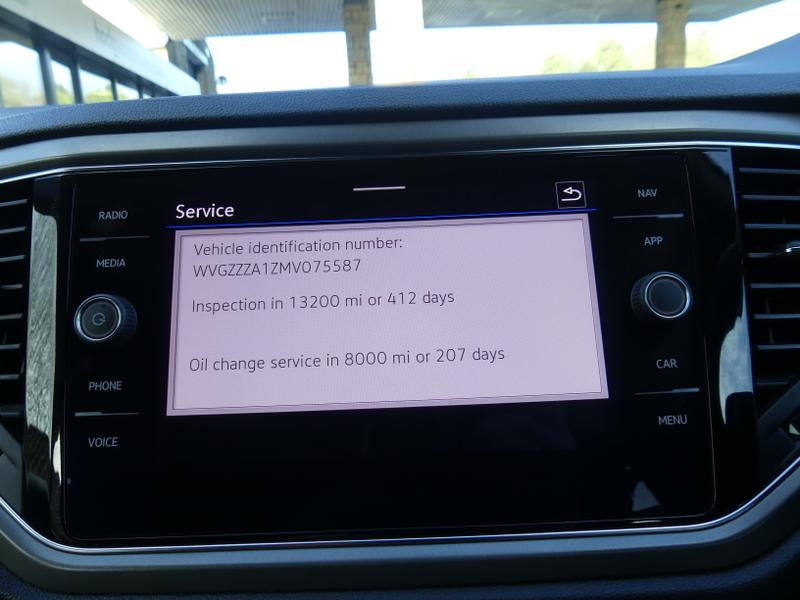 RADIO
MEDIA
PHONE
VOICE
Service
Vehicle identification number:
WVGZZZA1ZMV075587
Inspection in 13200 mi or 412 days
Oil change service in 8000 mi or 207 days
NAV
APP
CAR
MENU